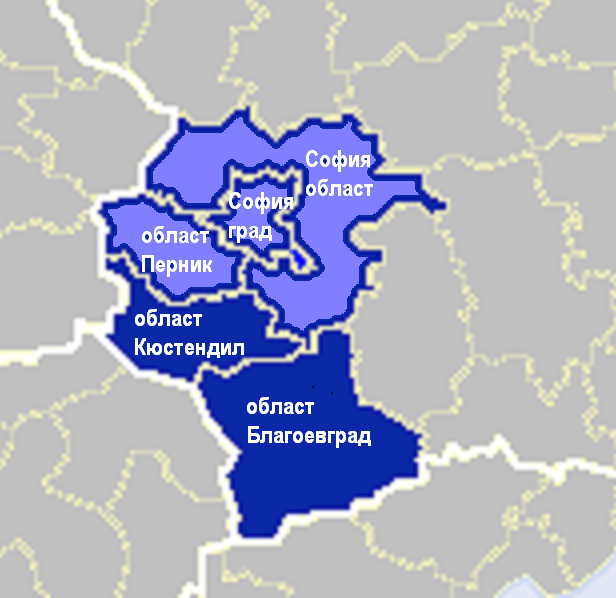 София
област
София
град
област
Перник
област
Кюстендил
област
Благоевград